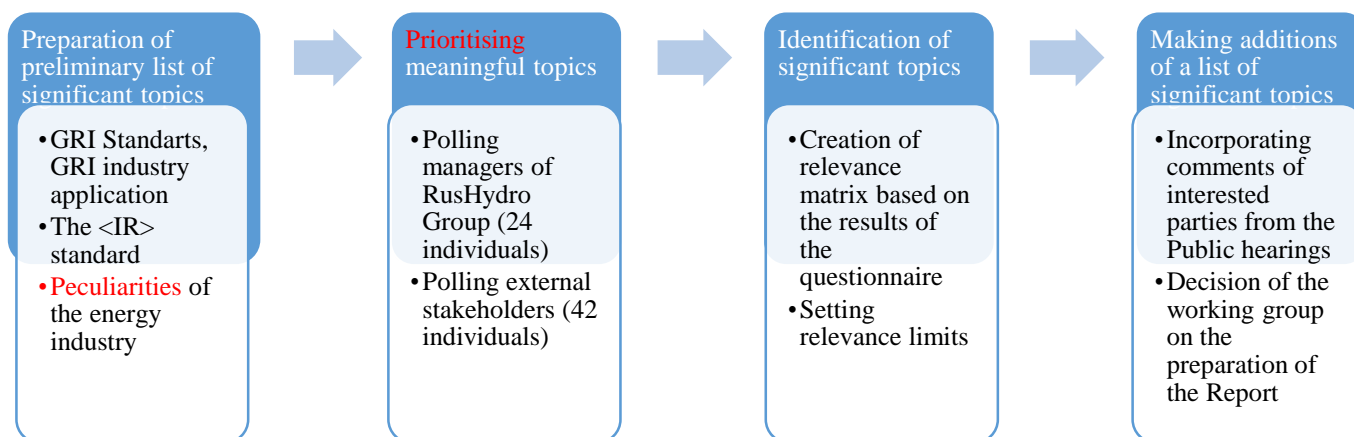 Preparation of
preliminary list of
significant topics
•GRI Standarts,
GRI industry
application
•The <IR>
standard
•Peculiarities of
the energy
industry
Prioritising
meaningful topics
•Polling
managers of
RusHydro
Group (24
individuals)
•Polling external
stakeholders (42
individuals)
Identification of
significant topics
•Creation of
relevance
matrix based on
the results of
the
questionnaire
•Setting
relevance limits
Making additions
of a list of
significant topics
•Incorporating
comments of
interested
parties from the
Public hearings
•Decision of the
working group
on the
preparation of
the Report